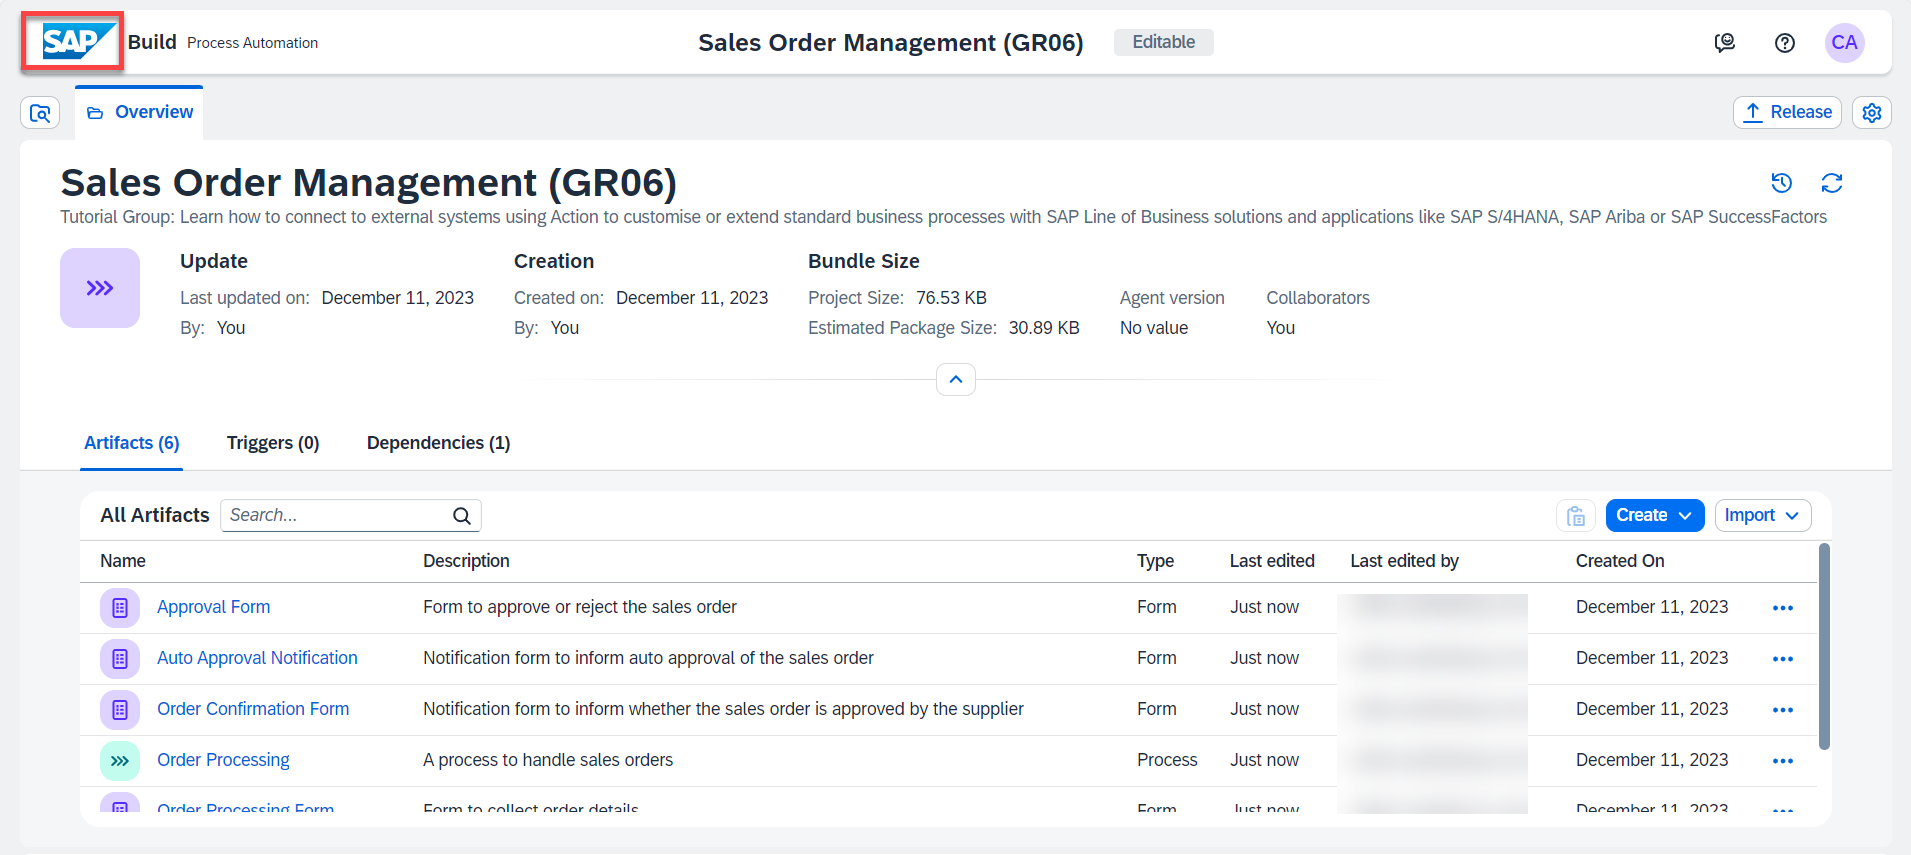 SAP Build Process Automation Sales Order Management (GR06) Editable CA
Overview Release
Sales Order Management (GR06)
Tutorial Group: Learn how to connect to external systems using Action to customise or extend standard business processes with SAP Line of Business solutions and applications like SAP S/4HANA, SAP Ariba or SAP SuccessFactors
Update Creation Bundle Size
Last updated on: December 11, 2023 Created on: December 11, 2023 Project Size: 76.53 KB Agent version Collaborators
By: You By: You Estimated Package Size: 30.89 KB No value You
Artifacts (6) Triggers (0) Dependencies (1)
All Artifacts Search... Create Import
Name Description Type Last edited Last edited by Created On
Approval Form Form to approve or reject the sales order Form Just now December 11, 2023
Auto Approval Notification Notification form to inform auto approval of the sales order Form Just now December 11, 2023
Order Confirmation Form Notification form to inform whether the sales order is approved by the supplier Form Just now December 11, 2023
Order Processing A process to handle sales orders Process Just now December 11, 2023
Order Processing Form Form to collect order details Form Just now December 11, 2023